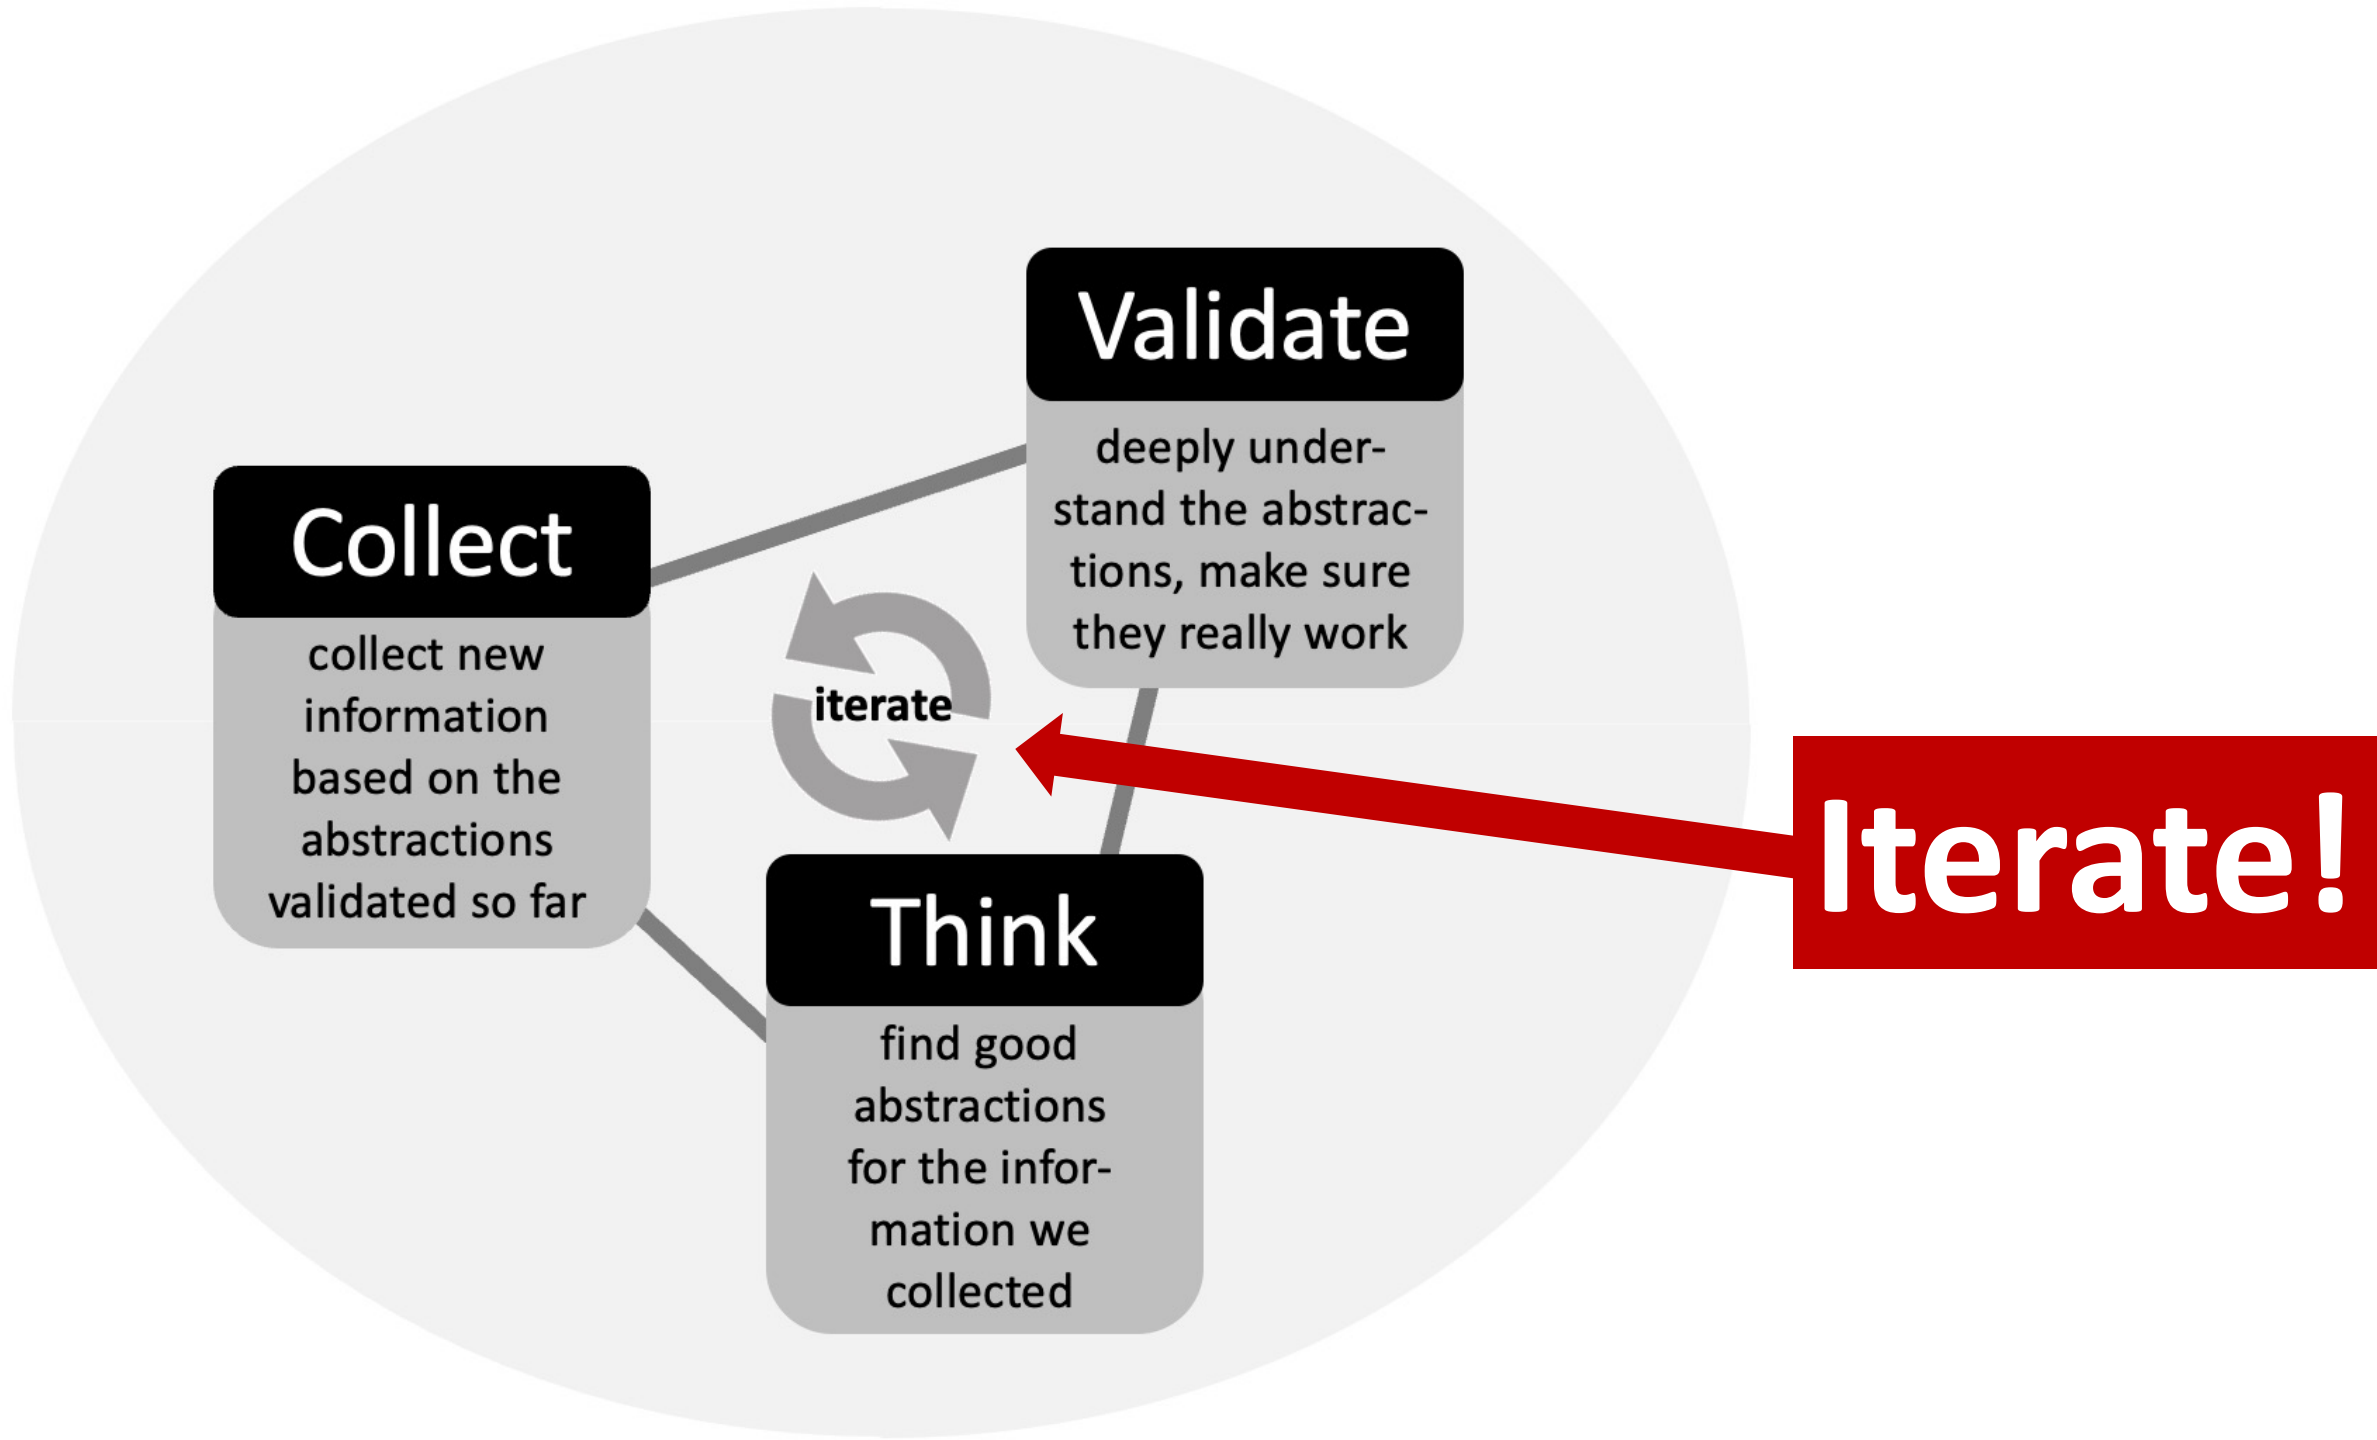 Collect
collect new
information
based on the
abstractions
validated so far
Validate
deeply under-
stand the abstrac-
tions, make sure
they really work
iterate
Think
find good
abstractions
for the infor-
mation we
collected
Iterate!